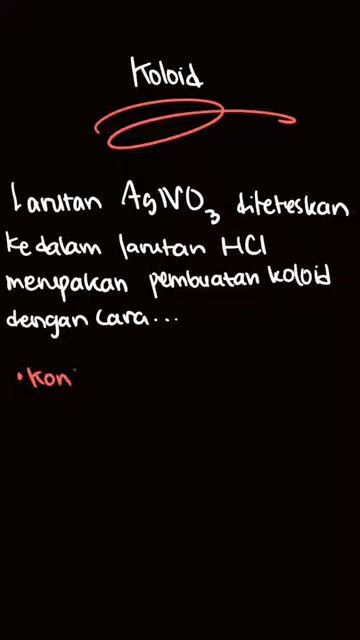 Koloid
Larutan AgNO₃ diteteskan
ke dalam larutan HCl
merupakan pembuatan koloid
dengan cara...
• Kon